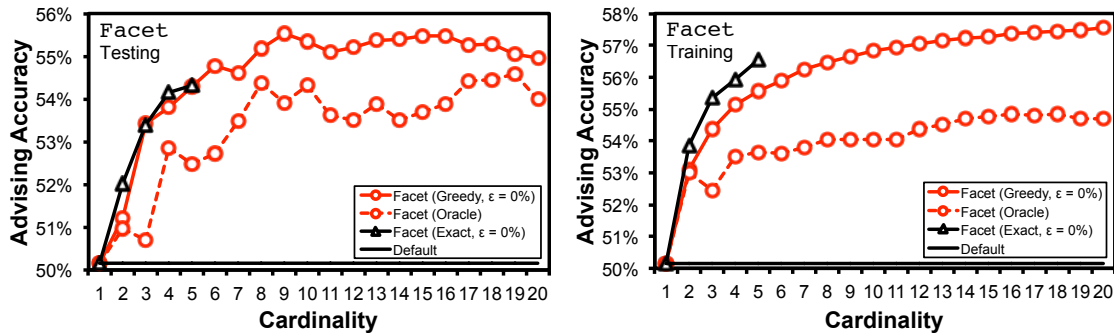 Facet
Testing
Advising Accuracy
56%
55%
54%
53%
52%
51%
50%
Facet (Greedy, ε = 0%)
Facet (Oracle)
Facet (Exact, ε = 0%)
Default
1 2 3 4 5 6 7 8 9 10 11 12 13 14 15 16 17 18 19 20
Cardinality
Facet
Training
Advising Accuracy
58%
57%
56%
55%
54%
53%
52%
51%
50%
Facet (Greedy, ε = 0%)
Facet (Oracle)
Facet (Exact, ε = 0%)
Default
1 2 3 4 5 6 7 8 9 10 11 12 13 14 15 16 17 18 19 20
Cardinality